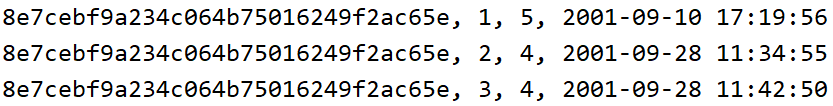 8e7cebf9a234c064b75016249f2ac65e, 1, 5, 2001-09-10 17:19:56
8e7cebf9a234c064b75016249f2ac65e, 2, 4, 2001-09-28 11:34:55
8e7cebf9a234c064b75016249f2ac65e, 3, 4, 2001-09-28 11:42:50